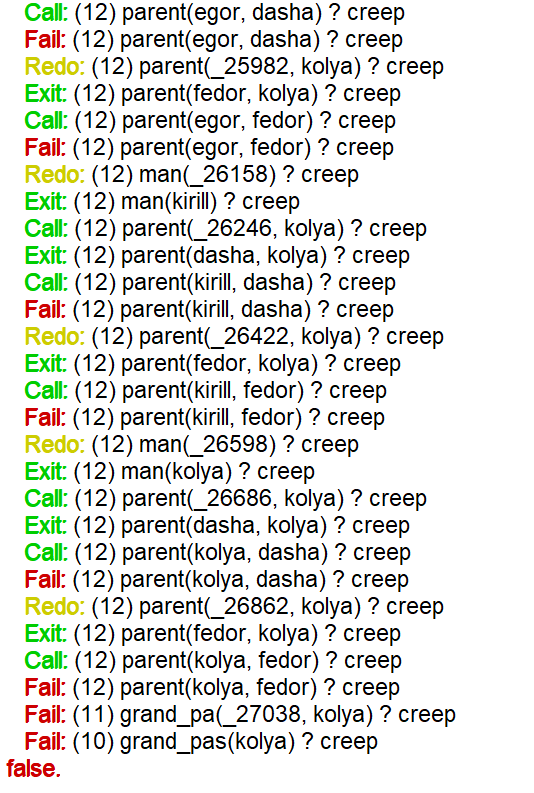 Call: (12) parent(egor, dasha) ? creep
Fail: (12) parent(egor, dasha) ? creep
Redo: (12) parent(_25982, kolya) ? creep
Exit: (12) parent(fedor, kolya) ? creep
Call: (12) parent(egor, fedor) ? creep
Fail: (12) parent(egor, fedor) ? creep
Redo: (12) man(_26158) ? creep
Exit: (12) man(kirill) ? creep
Call: (12) parent(_26246, kolya) ? creep
Exit: (12) parent(dasha, kolya) ? creep
Call: (12) parent(kirill, dasha) ? creep
Fail: (12) parent(kirill, dasha) ? creep
Redo: (12) parent(_26422, kolya) ? creep
Exit: (12) parent(fedor, kolya) ? creep
Call: (12) parent(kirill, fedor) ? creep
Fail: (12) parent(kirill, fedor) ? creep
Redo: (12) man(_26598) ? creep
Exit: (12) man(kolya) ? creep
Call: (12) parent(_26686, kolya) ? creep
Exit: (12) parent(dasha, kolya) ? creep
Call: (12) parent(kolya, dasha) ? creep
Fail: (12) parent(kolya, dasha) ? creep
Redo: (12) parent(_26862, kolya) ? creep
Exit: (12) parent(fedor, kolya) ? creep
Call: (12) parent(kolya, fedor) ? creep
Fail: (12) parent(kolya, fedor) ? creep
Fail: (11) grand_pa(_27038, kolya) ? creep
Fail: (10) grand_pas(kolya) ? creep
false.